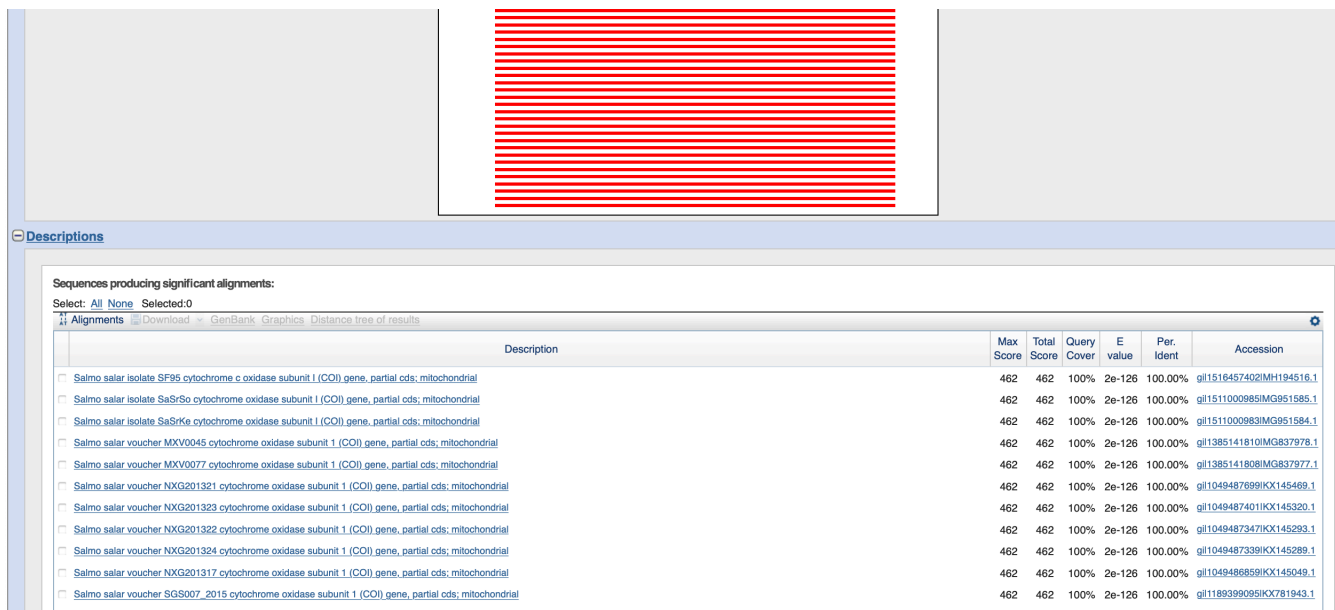 Descriptions
Sequences producing significant alignments:
Select: All None Selected:0
Alignments Download GenBank Graphics Distance tree of results
Description Max Score Total Score Query Cover E value Per. Ident Accession
Salmo salar isolate SF95 cytochrome c oxidase subunit I (COI) gene, partial cds; mitochondrial 462 462 100% 2e-126 100.00% gi|1516457402|MH194516.1
Salmo salar isolate SaSrSo cytochrome oxidase subunit I (COI) gene, partial cds; mitochondrial 462 462 100% 2e-126 100.00% gi|1511000985|MG951585.1
Salmo salar isolate SaSrKe cytochrome oxidase subunit I (COI) gene, partial cds; mitochondrial 462 462 100% 2e-126 100.00% gi|1511000983|MG951584.1
Salmo salar voucher MXV0045 cytochrome oxidase subunit 1 (COI) gene, partial cds; mitochondrial 462 462 100% 2e-126 100.00% gi|1385141810|MG837978.1
Salmo salar voucher MXV0077 cytochrome oxidase subunit 1 (COI) gene, partial cds; mitochondrial 462 462 100% 2e-126 100.00% gi|1385141808|MG837977.1
Salmo salar voucher NXG201321 cytochrome oxidase subunit 1 (COI) gene, partial cds; mitochondrial 462 462 100% 2e-126 100.00% gi|1049487699|KX145469.1
Salmo salar voucher NXG201323 cytochrome oxidase subunit 1 (COI) gene, partial cds; mitochondrial 462 462 100% 2e-126 100.00% gi|1049487401|KX145320.1
Salmo salar voucher NXG201322 cytochrome oxidase subunit 1 (COI) gene, partial cds; mitochondrial 462 462 100% 2e-126 100.00% gi|1049487347|KX145293.1
Salmo salar voucher NXG201324 cytochrome oxidase subunit 1 (COI) gene, partial cds; mitochondrial 462 462 100% 2e-126 100.00% gi|1049487339|KX145289.1
Salmo salar voucher NXG201317 cytochrome oxidase subunit 1 (COI) gene, partial cds; mitochondrial 462 462 100% 2e-126 100.00% gi|1049486859|KX145049.1
Salmo salar voucher SGS007_2015 cytochrome oxidase subunit 1 (COI) gene, partial cds; mitochondrial 462 462 100% 2e-126 100.00% gi|1189399095|KX781943.1